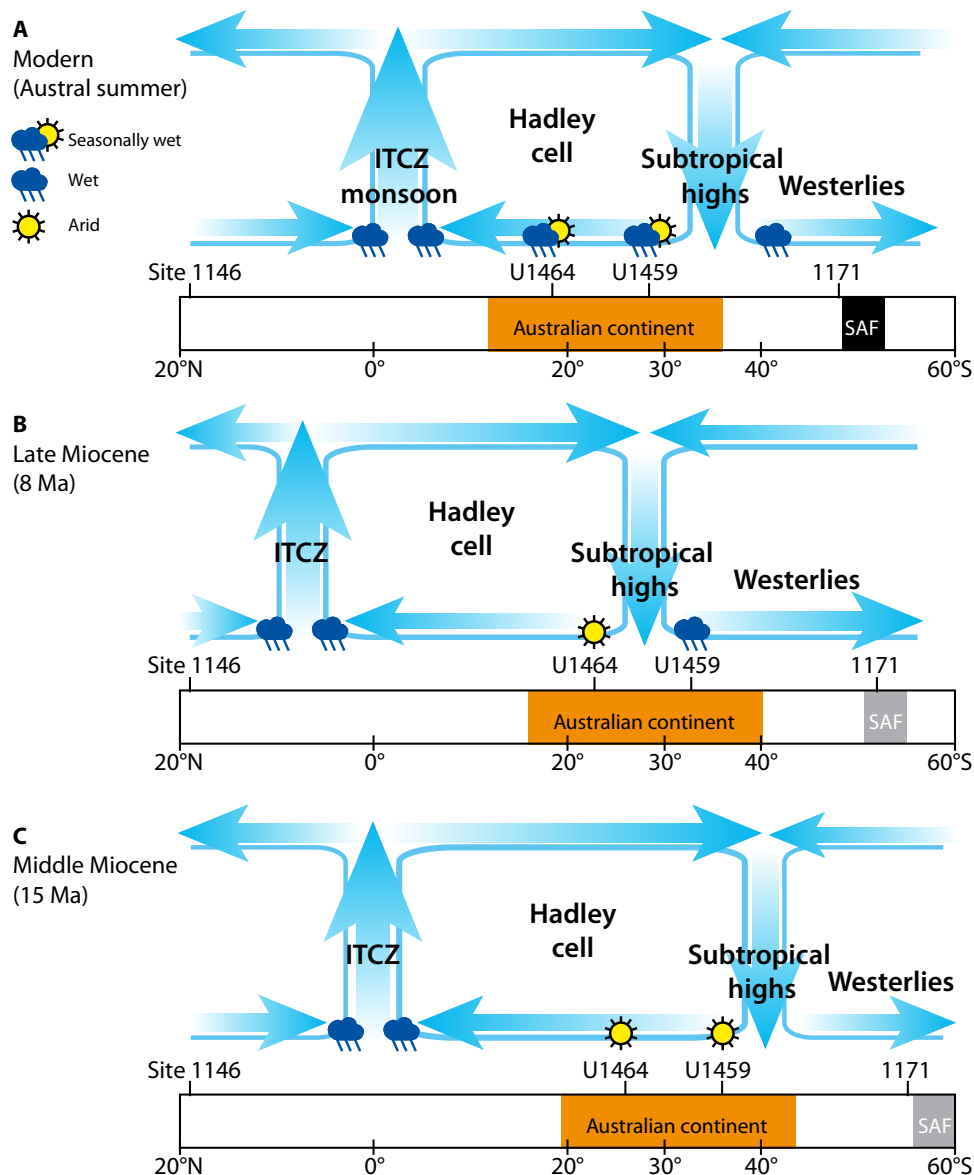 A
Modern
(Austral summer)
Seasonally wet
Wet
Arid
ITCZ
monsoon
Hadley
cell
Subtropical
highs
Westerlies
Site 1146
U1464
U1459
1171
Australian continent
SAF
20°N
0°
20°
30°
40°
60°S
B
Late Miocene
(8 Ma)
ITCZ
Hadley
cell
Subtropical
highs
Westerlies
Site 1146
U1464
U1459
1171
Australian continent
SAF
20°N
0°
20°
30°
40°
60°S
C
Middle Miocene
(15 Ma)
ITCZ
Hadley
cell
Subtropical
highs
Westerlies
Site 1146
U1464
U1459
1171
Australian continent
SAF
20°N
0°
20°
30°
40°
60°S